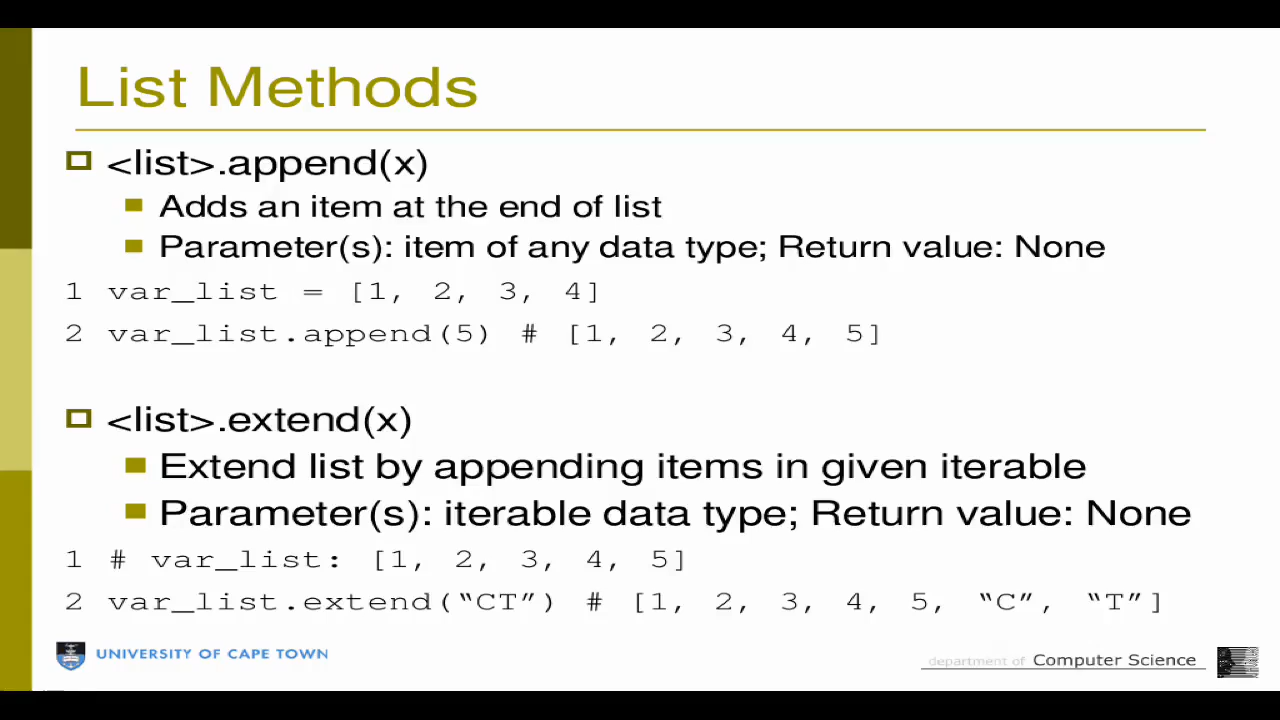 List Methods
<list>.append(x)
Adds an item at the end of list
Parameter(s): item of any data type; Return value: None
1 var_list = [1, 2, 3, 4]
2 var_list.append(5) # [1, 2, 3, 4, 5]
<list>.extend(x)
Extend list by appending items in given iterable
Parameter(s): iterable data type; Return value: None
1 # var_list: [1, 2, 3, 4, 5]
2 var_list.extend(“CT”) # [1, 2, 3, 4, 5, “C”, “T”]
UNIVERSITY OF CAPE TOWN
department of Computer Science